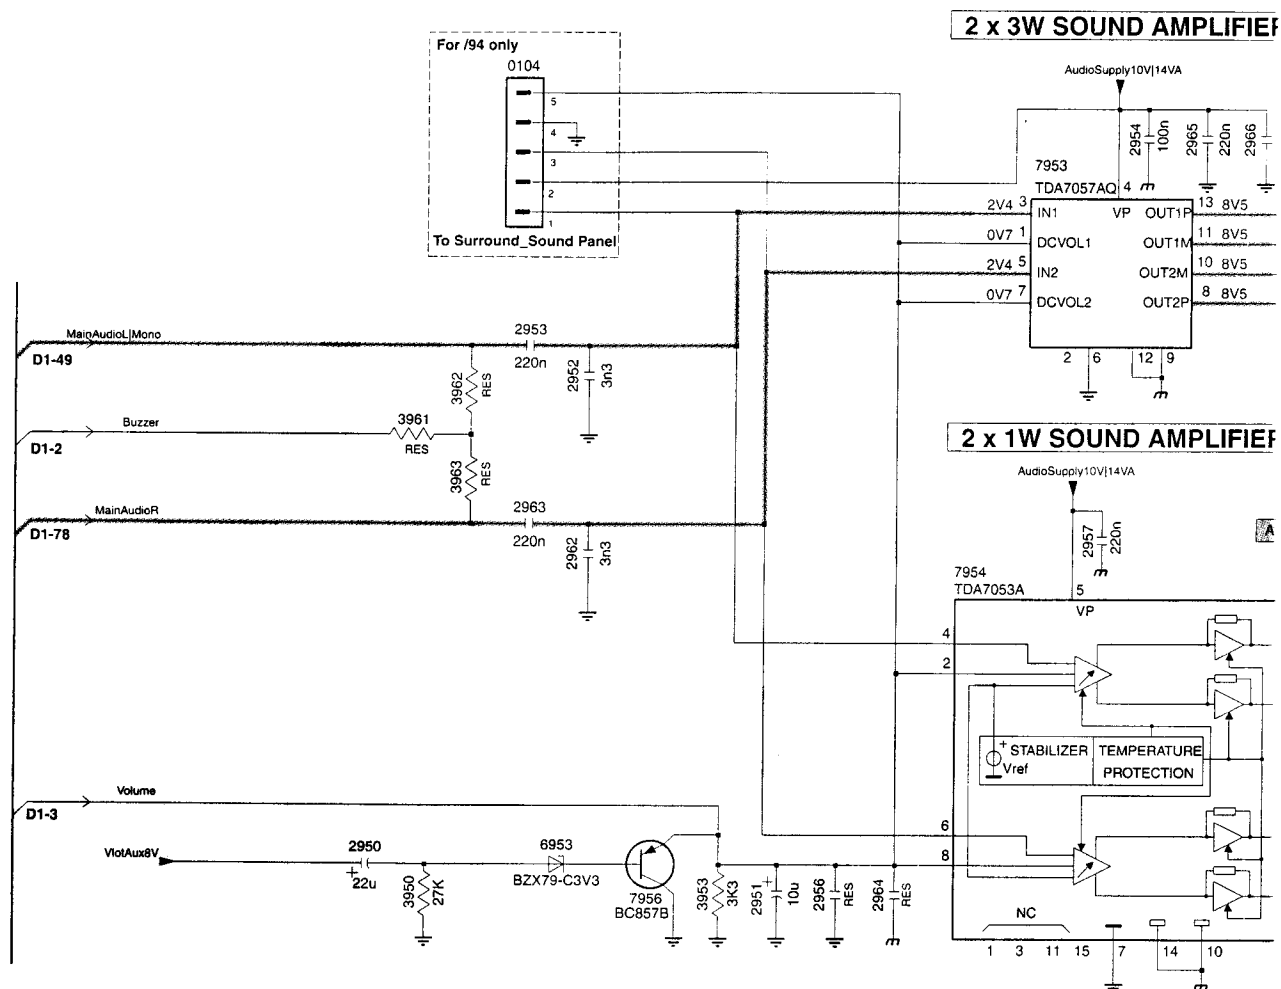 2 x 3W SOUND AMPLIFIER
For /94 only
0104
5
4
3
2
1
To Surround_Sound Panel
AudioSupply10V|14VA
2954
100n
2965
220n
2966
7953
TDA7057AQ
4
2V4 3 IN1 VP OUT1P 13 8V5
0V7 1 DCVOL1 OUT1M 11 8V5
2V4 5 IN2 OUT2M 10 8V5
0V7 7 DCVOL2 OUT2P 8 8V5
2 6 12 9
MainAudioL|Mono
D1-49
2953
220n
2952
3n3
3962
RES
Buzzer
D1-2
3961
RES
3963
RES
MainAudioR
D1-78
2963
220n
2962
3n3
2 x 1W SOUND AMPLIFIER
AudioSupply10V|14VA
2957
220n
A
7954
TDA7053A
5
VP
4
2
+ STABILIZER
Vref
TEMPERATURE
PROTECTION
6
8
NC
1 3 11 15 7 14 10
Volume
D1-3
VlotAux8V
2950
+
22u
3950
27K
6953
BZX79-C3V3
7956
BC857B
3953
3K3
2951
+
10u
2956
RES
2964
RES